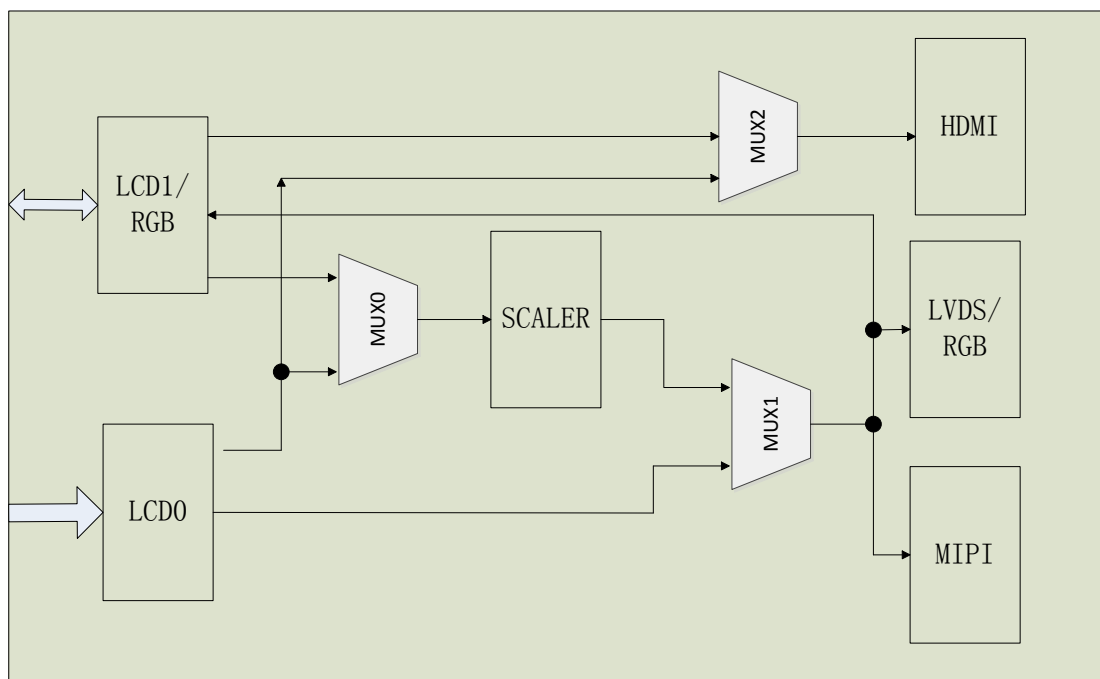 HDMI
MUX2
LCD1/
RGB
MUX0
SCALER
LVDS/
RGB
MUX1
LCD0
MIPI